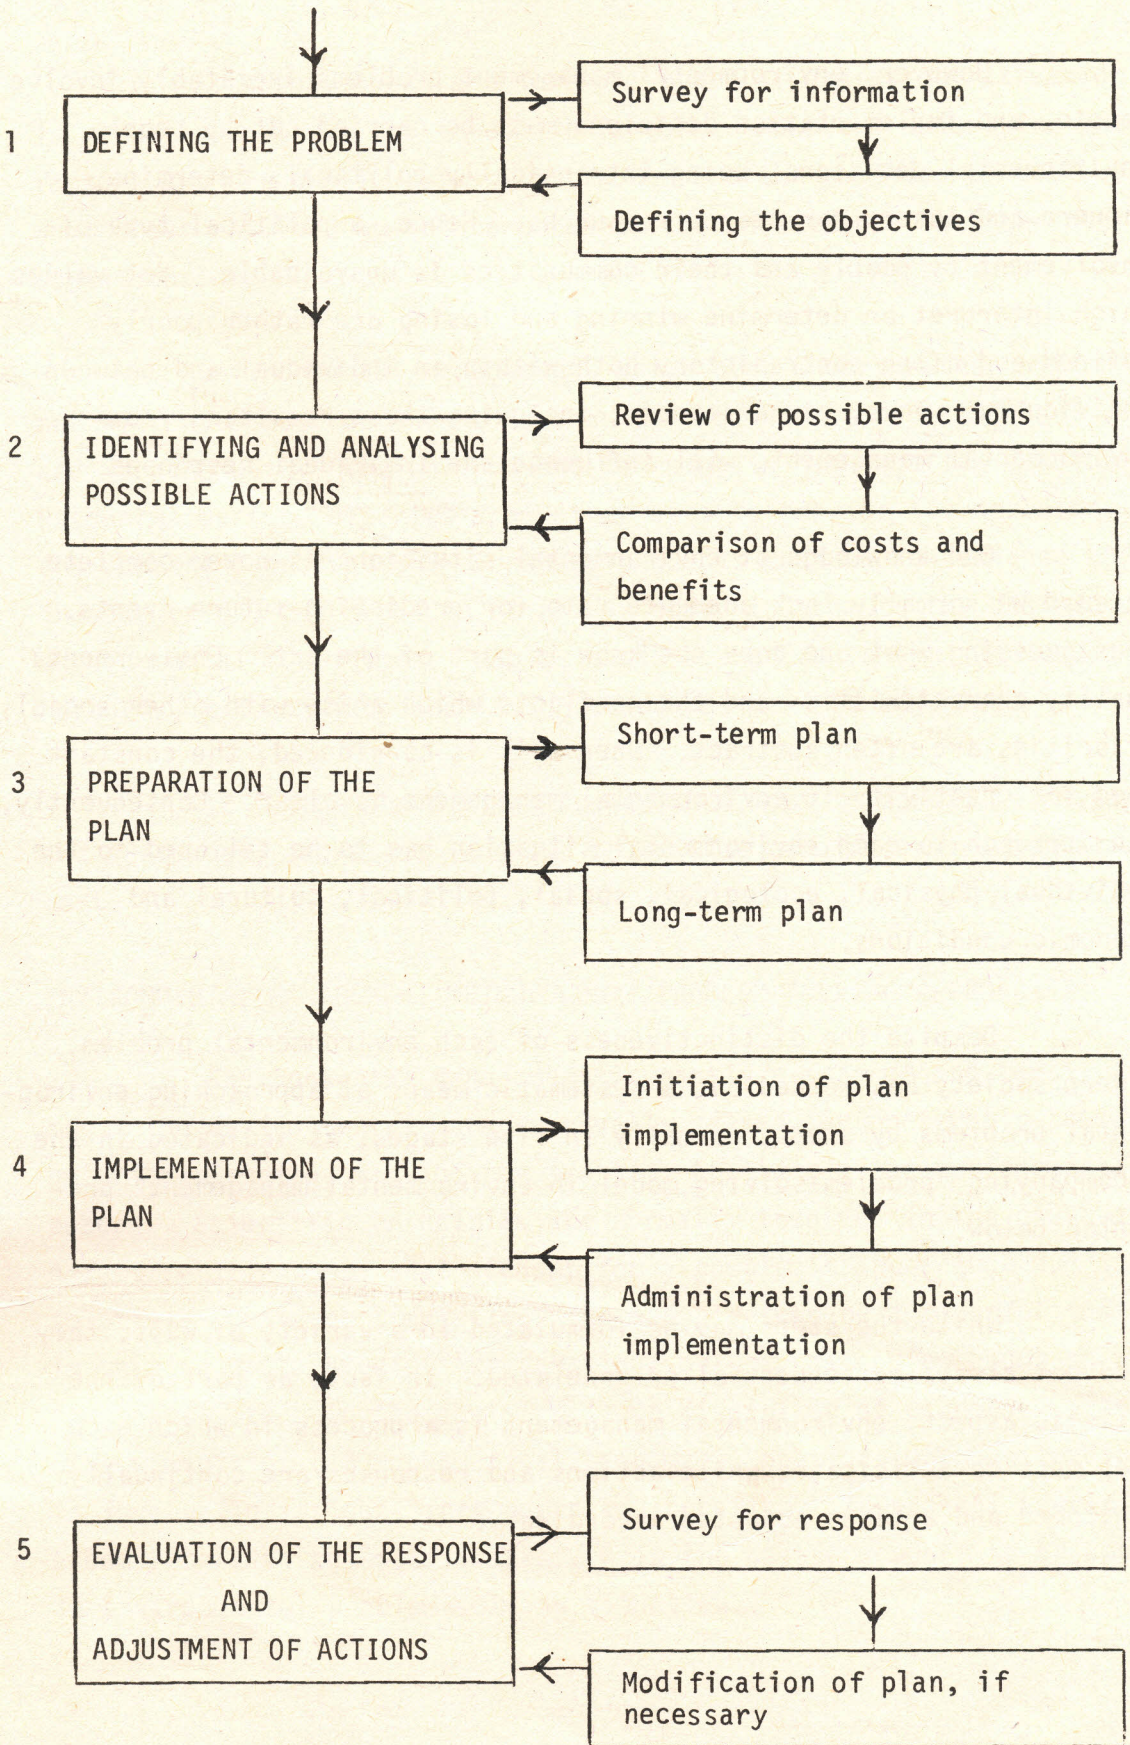 1
DEFINING THE PROBLEM
Survey for information
Defining the objectives
2
IDENTIFYING AND ANALYSING
POSSIBLE ACTIONS
Review of possible actions
Comparison of costs and
benefits
3
PREPARATION OF THE
PLAN
Short-term plan
Long-term plan
4
IMPLEMENTATION OF THE
PLAN
Initiation of plan
implementation
Administration of plan
implementation
5
EVALUATION OF THE RESPONSE
AND
ADJUSTMENT OF ACTIONS
Survey for response
Modification of plan, if
necessary